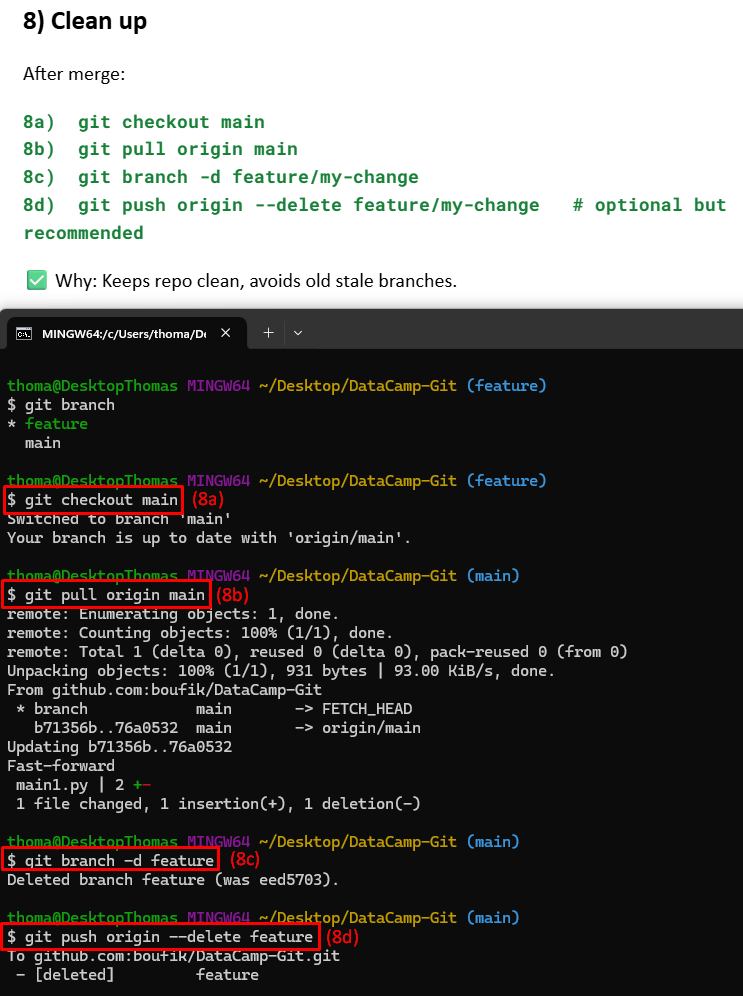 8) Clean up
After merge:
8a)  git checkout main
8b)  git pull origin main
8c)  git branch -d feature/my-change
8d)  git push origin --delete feature/my-change   # optional but
recommended
✅ Why: Keeps repo clean, avoids old stale branches.
MINGW64:/c/Users/thoma/De
thoma@DesktopThomas MINGW64 ~/Desktop/DataCamp-Git (feature)
$ git branch
* feature
  main
thoma@DesktopThomas MINGW64 ~/Desktop/DataCamp-Git (feature)
$ git checkout main (8a)
Switched to branch 'main'
Your branch is up to date with 'origin/main'.
thoma@DesktopThomas MINGW64 ~/Desktop/DataCamp-Git (main)
$ git pull origin main (8b)
remote: Enumerating objects: 1, done.
remote: Counting objects: 100% (1/1), done.
remote: Total 1 (delta 0), reused 0 (delta 0), pack-reused 0 (from 0)
Unpacking objects: 100% (1/1), 931 bytes | 93.00 KiB/s, done.
From github.com:boufik/DataCamp-Git
 * branch            main       -> FETCH_HEAD
   b71356b..76a0532  main       -> origin/main
Updating b71356b..76a0532
Fast-forward
 main1.py | 2 +-
 1 file changed, 1 insertion(+), 1 deletion(-)
thoma@DesktopThomas MINGW64 ~/Desktop/DataCamp-Git (main)
$ git branch -d feature (8c)
Deleted branch feature (was eed5703).
thoma@DesktopThomas MINGW64 ~/Desktop/DataCamp-Git (main)
$ git push origin --delete feature (8d)
To github.com:boufik/DataCamp-Git.git
 - [deleted]         feature